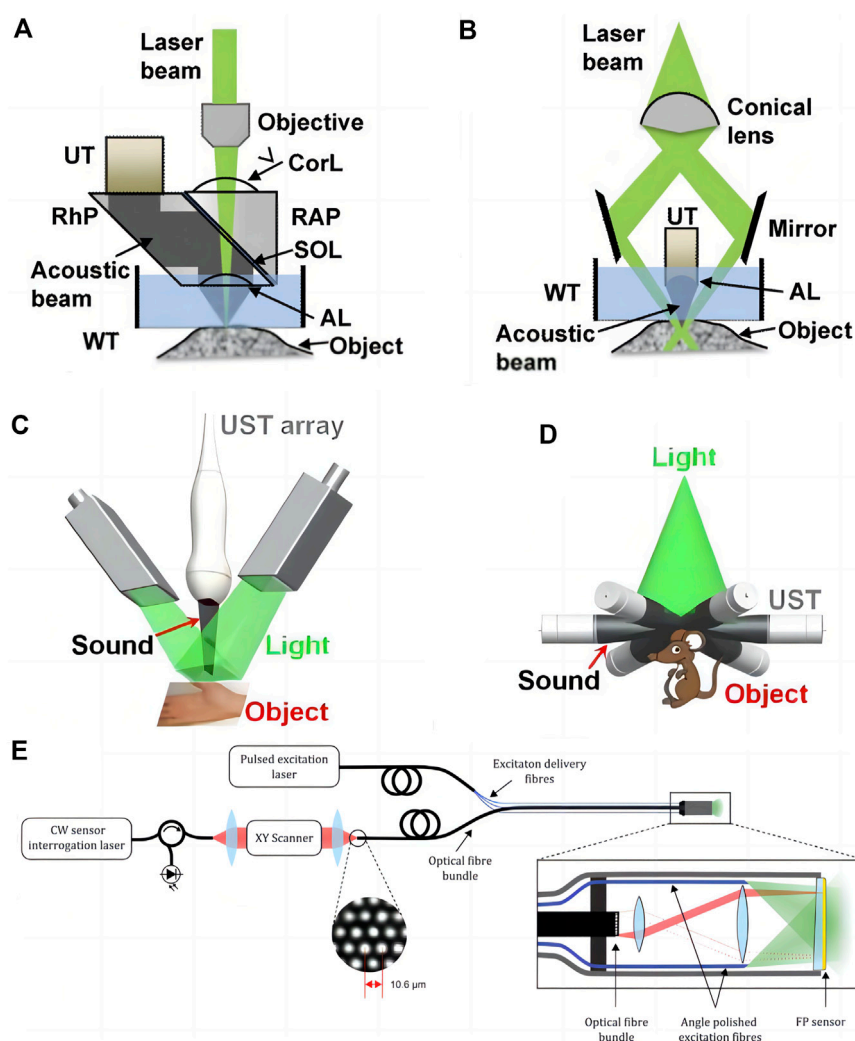 A
Laser
beam
Objective
UT
CorL
RhP
RAP
SOL
Acoustic
beam
AL
WT
Object
B
Laser
beam
Conical
lens
UT
Mirror
WT
AL
Acoustic
beam
Object
C
UST array
Sound
Light
Object
D
Light
UST
Sound
Object
E
Pulsed excitation
laser
Excitaton delivery
fibres
CW sensor
interrogation laser
XY Scanner
Optical fibre
bundle
10.6 µm
Optical fibre
bundle
Angle polished
excitation fibres
FP sensor